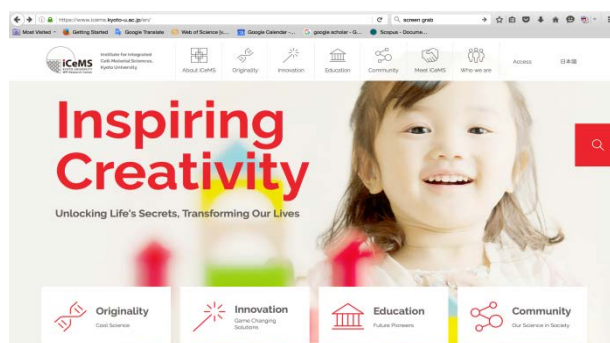 https://www.icems.kyoto-u.ac.jp/en/
screen grab
Most Visited
Getting Started
Google Translate
Web of Science [v...
Google Calender -...
google scholar - G...
Scopus - Docume...
iCeMS
KYOTO UNIVERSITY
Institute for Integrated
Cell-Material Sciences,
Kyoto University
About iCeMS
Originality
Innovation
Education
Community
Meet iCeMS
Who we are
Access
日本語
Inspiring
Creativity
Unlocking Life's Secrets, Transforming Our Lives
Originality
Cool Science
Innovation
Game Changing
Solutions
Education
Future Pioneers
Community
Our Science in Society